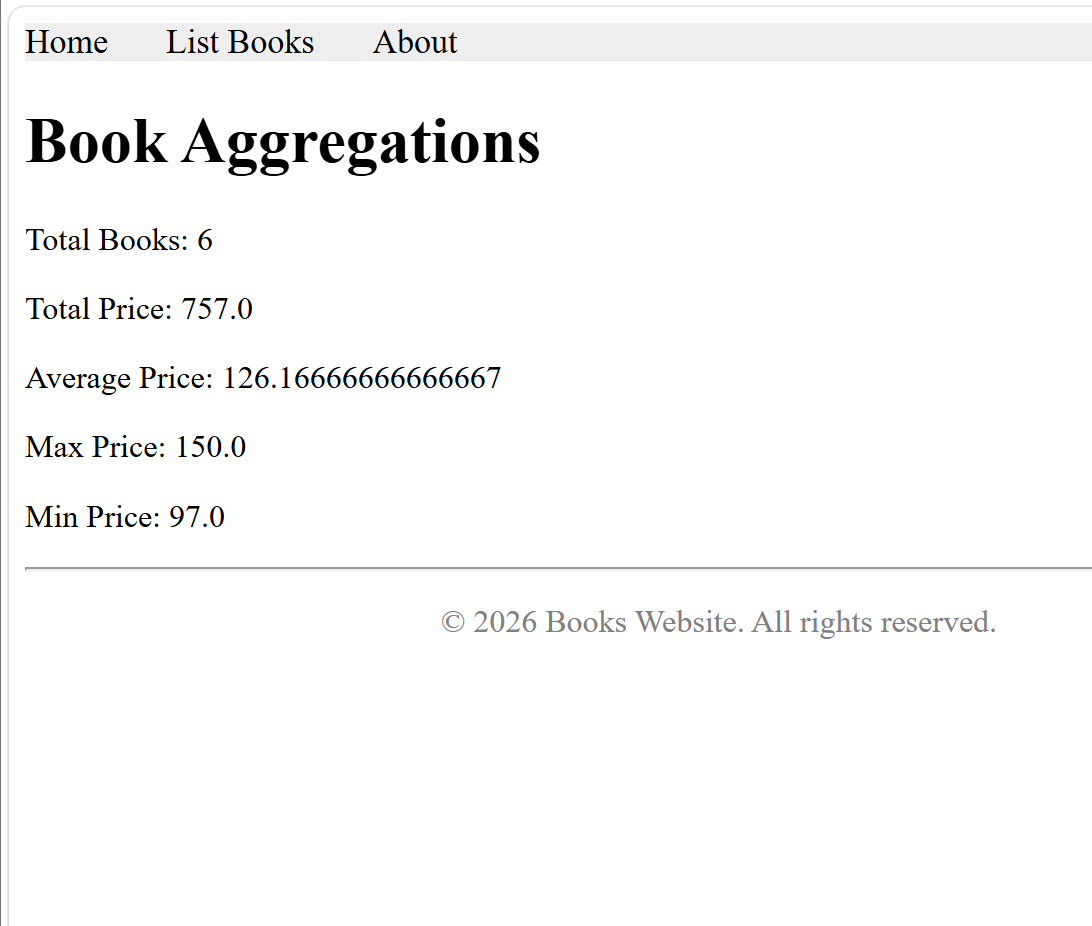 Home List Books About
Book Aggregations
Total Books: 6
Total Price: 757.0
Average Price: 126.16666666666667
Max Price: 150.0
Min Price: 97.0
© 2026 Books Website. All rights reserved.